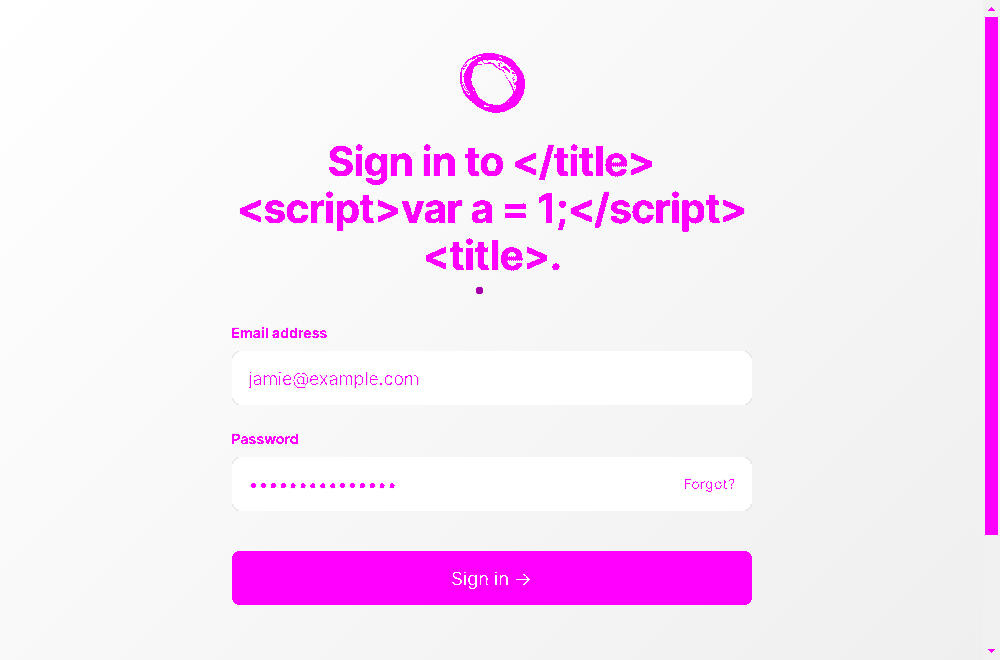 Sign in to </title>
<script>var a = 1;</script>
<title>.
Email address
jamie@example.com
Password
•••••••••••••••
Forgot?
Sign in →